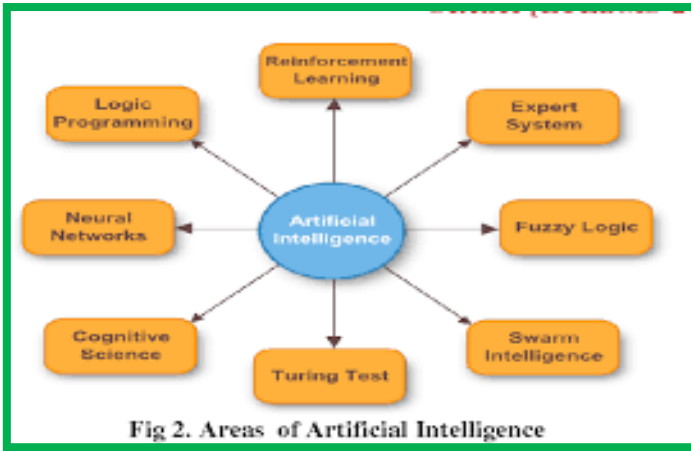 Reinforcement
Learning
Logic
Programming
Expert
System
Neural
Networks
Artificial
Intelligence
Fuzzy Logic
Cognitive
Science
Turing Test
Swarm
Intelligence
Fig 2. Areas of Artificial Intelligence